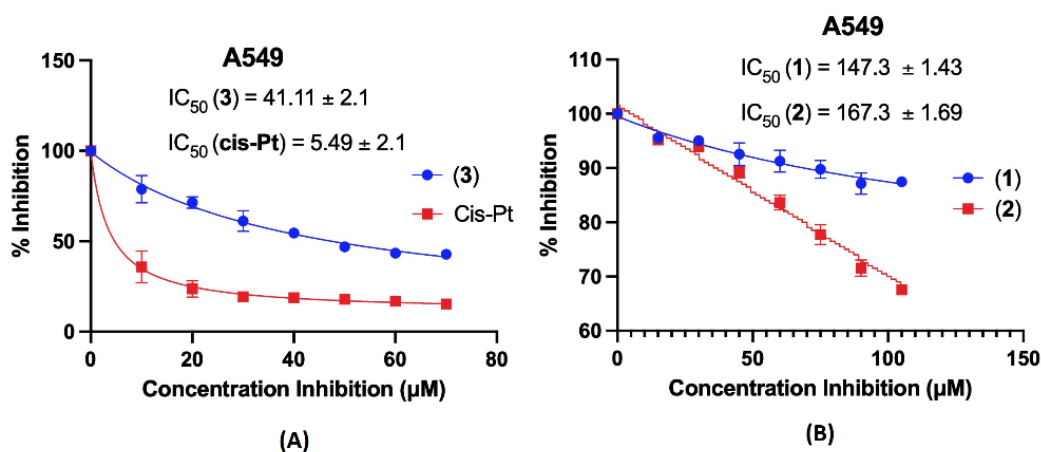 A549
IC50 (3) = 41.11 ± 2.1
IC50 (cis-Pt) = 5.49 ± 2.1
150
100
50
0
% Inhibition
(3)
Cis-Pt
0 20 40 60 80
Concentration Inhibition (µM)
(A)
A549
IC50 (1) = 147.3 ± 1.43
IC50 (2) = 167.3 ± 1.69
110
100
90
80
70
60
% Inhibition
(1)
(2)
0 50 100 150
Concentration Inhibition (µM)
(B)